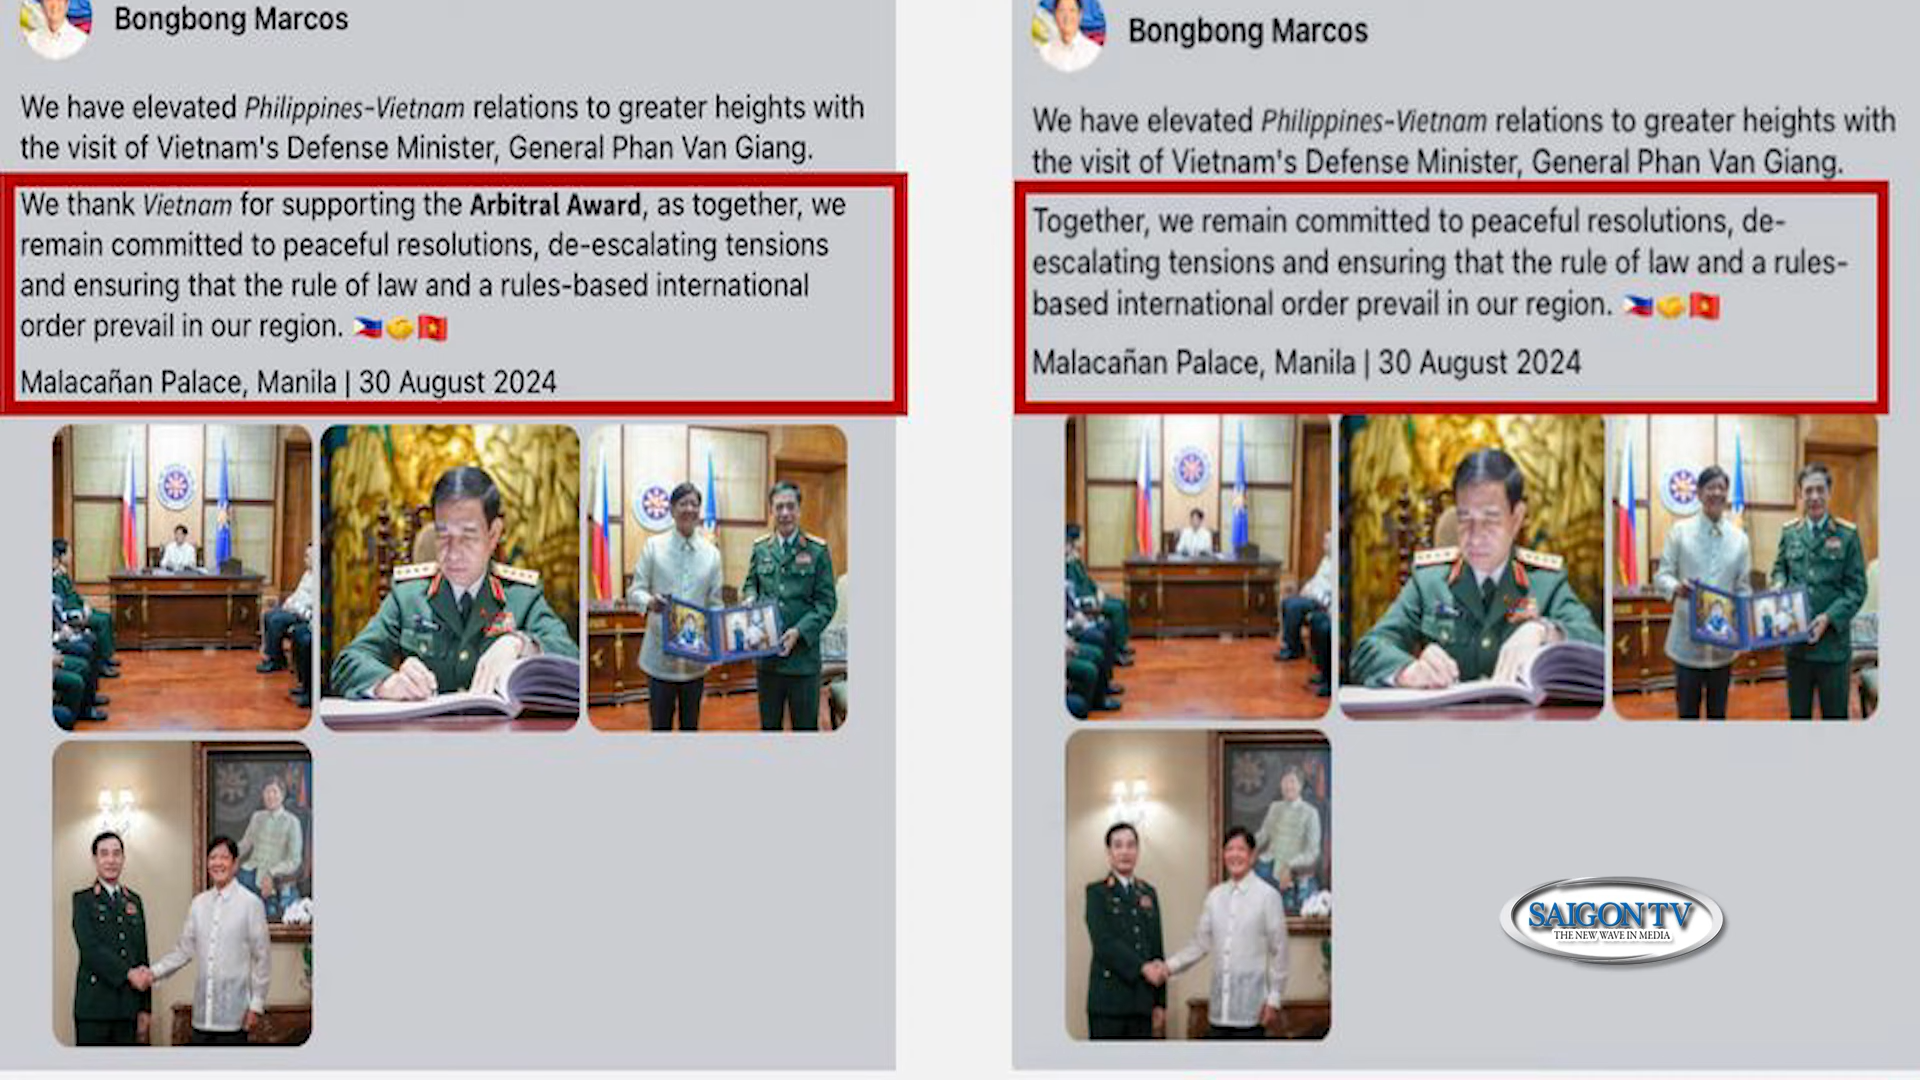 Bongbong Marcos
We have elevated Philippines-Vietnam relations to greater heights with
the visit of Vietnam's Defense Minister, General Phan Van Giang.
We thank Vietnam for supporting the Arbitral Award, as together, we
remain committed to peaceful resolutions, de-escalating tensions
and ensuring that the rule of law and a rules-based international
order prevail in our region. 🇵🇭🤝🇻🇳
Malacañan Palace, Manila | 30 August 2024
Bongbong Marcos
We have elevated Philippines-Vietnam relations to greater heights with
the visit of Vietnam's Defense Minister, General Phan Van Giang.
Together, we remain committed to peaceful resolutions, de-
escalating tensions and ensuring that the rule of law and a rules-
based international order prevail in our region. 🇵🇭🤝🇻🇳
Malacañan Palace, Manila | 30 August 2024
SAIGON TV
THE NEW WAVE IN MEDIA